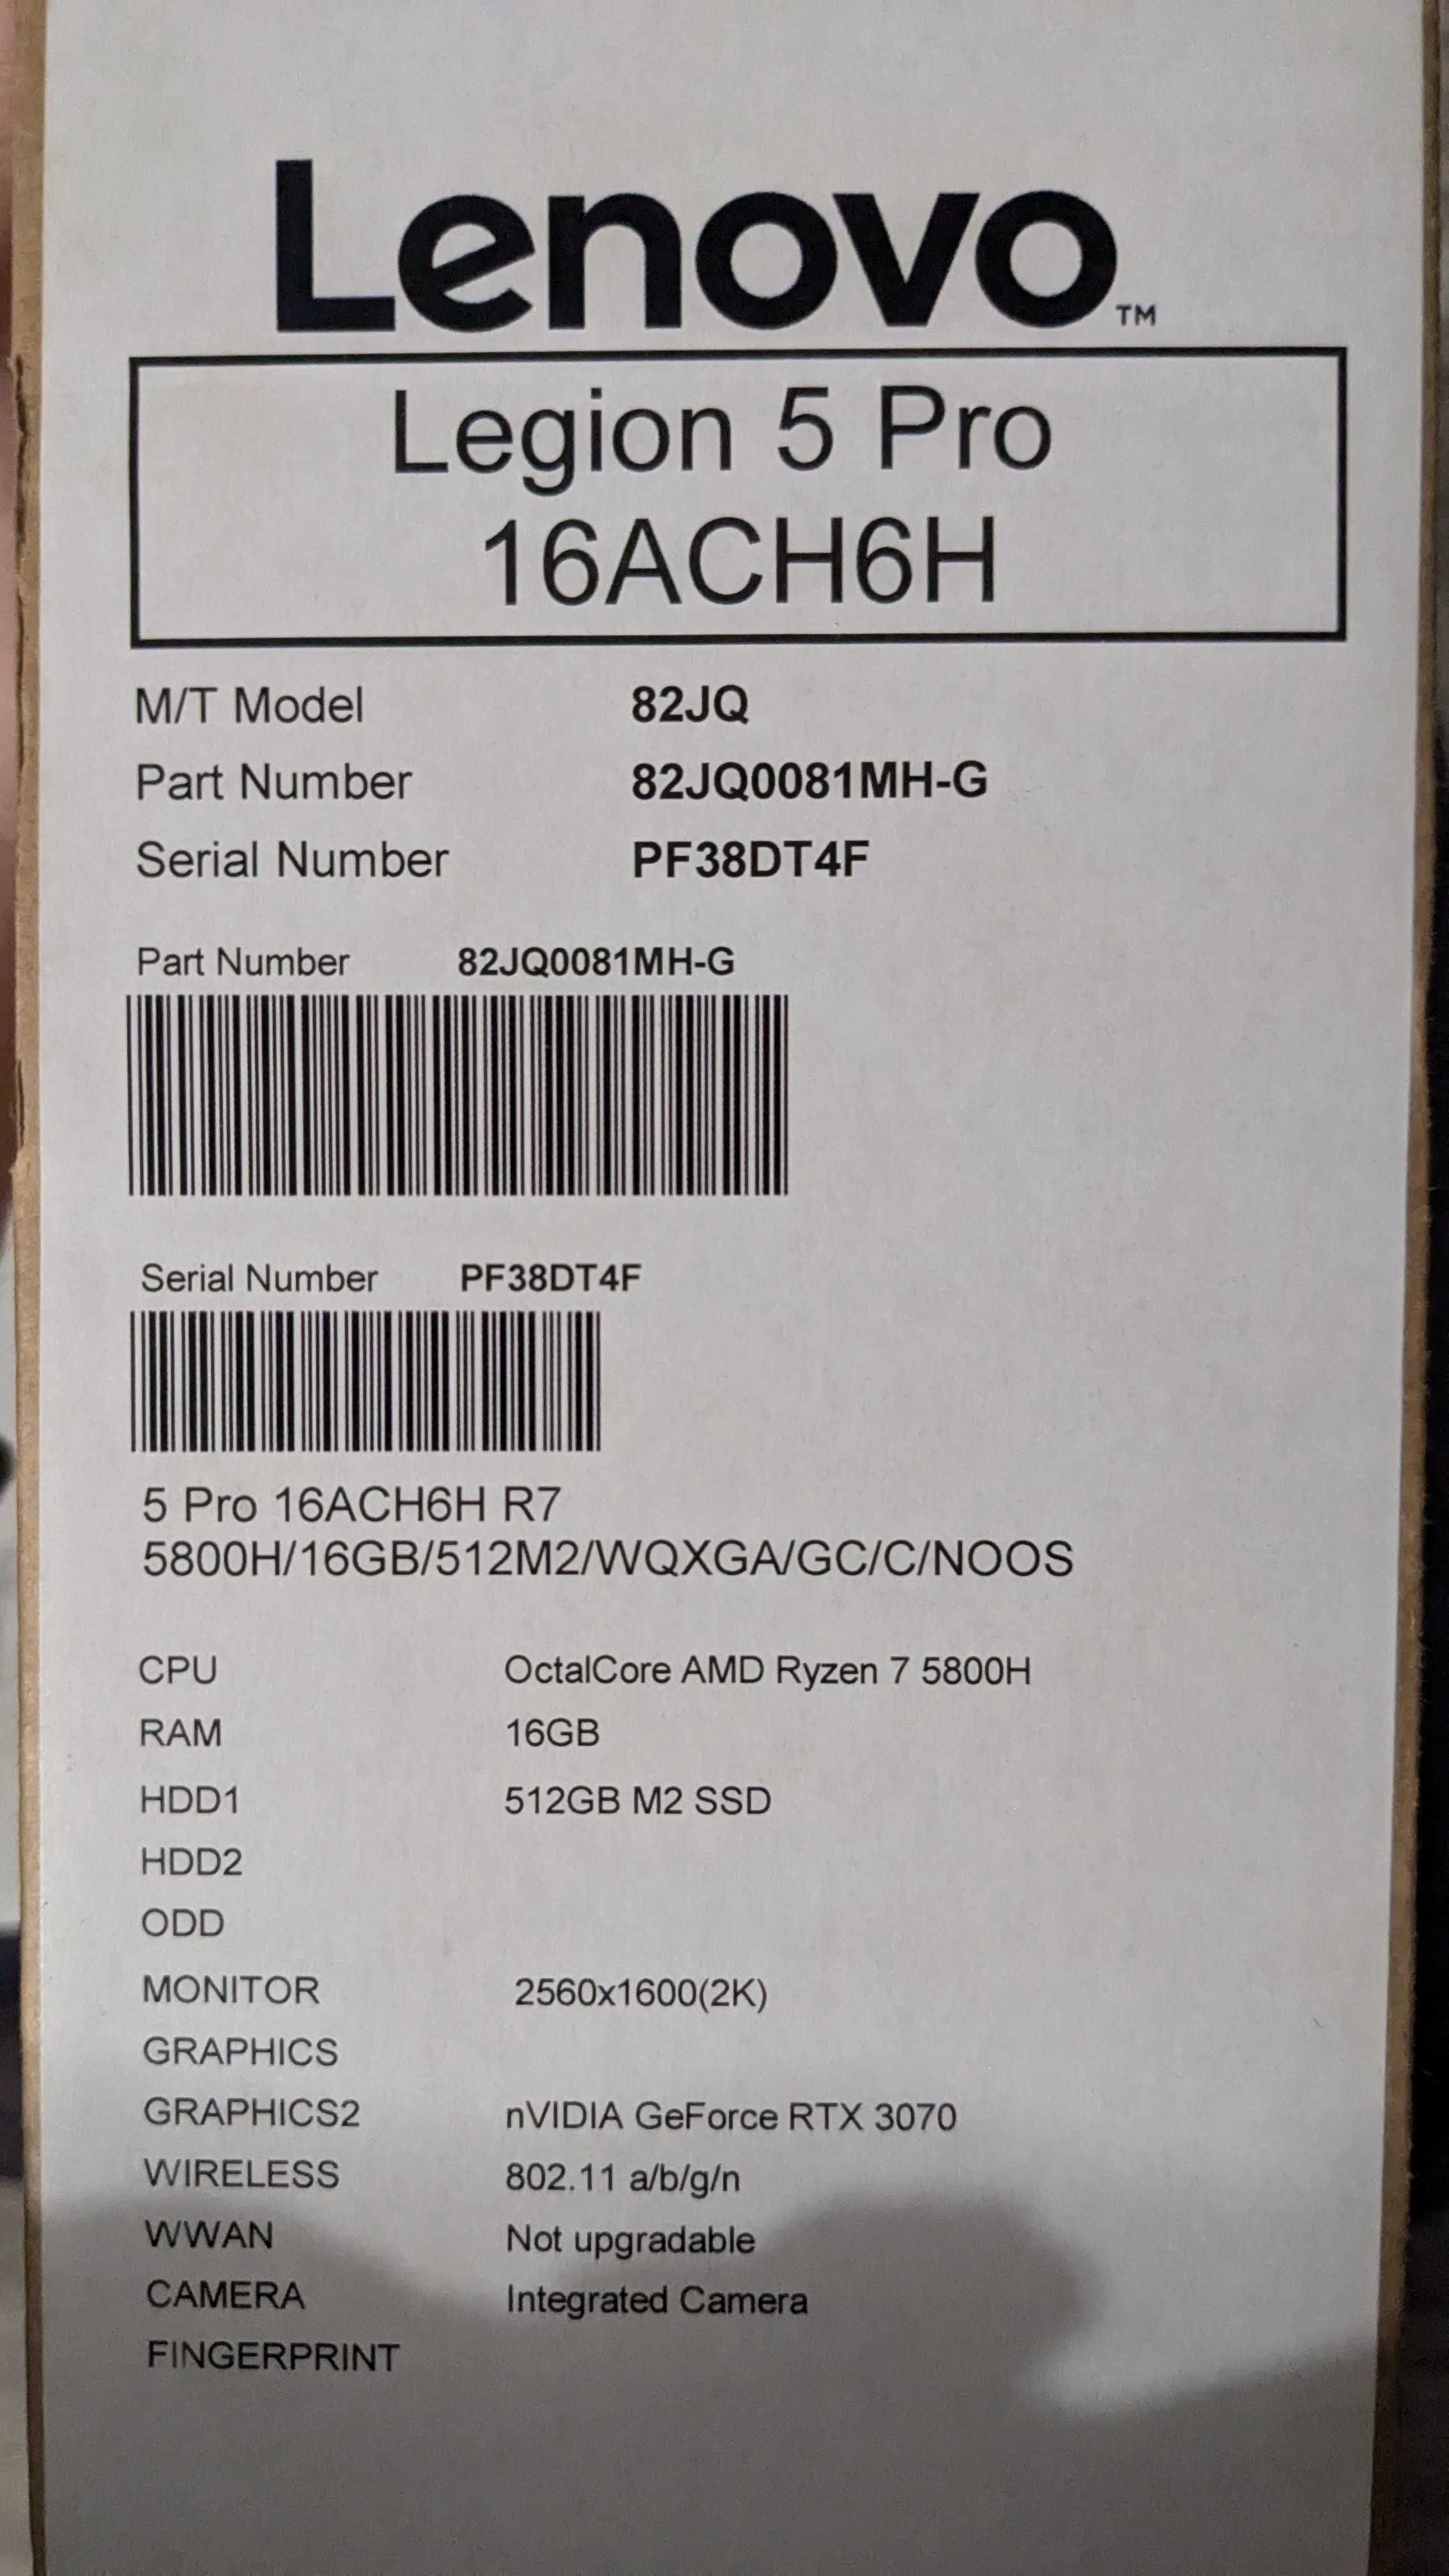 Lenovo™
Legion 5 Pro
16ACH6H
M/T Model 82JQ
Part Number 82JQ0081MH-G
Serial Number PF38DT4F
Part Number 82JQ0081MH-G
Serial Number PF38DT4F
5 Pro 16ACH6H R7
5800H/16GB/512M2/WQXGA/GC/C/NOOS
CPU OctalCore AMD Ryzen 7 5800H
RAM 16GB
HDD1 512GB M2 SSD
HDD2
ODD
MONITOR 2560x1600(2K)
GRAPHICS
GRAPHICS2 nVIDIA GeForce RTX 3070
WIRELESS 802.11 a/b/g/n
WWAN Not upgradable
CAMERA Integrated Camera
FINGERPRINT